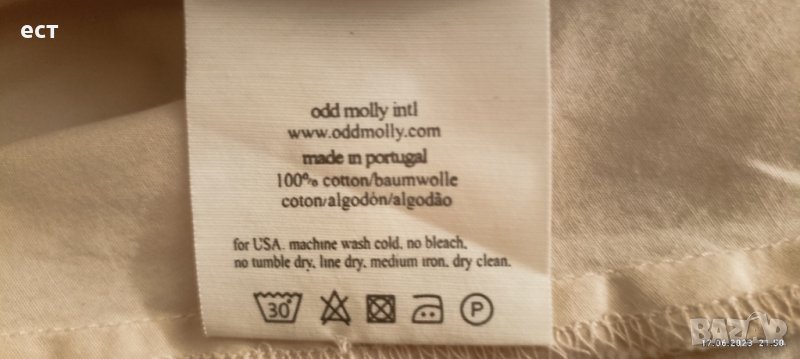 ест
odd molly intl
www.oddmolly.com
made in portugal
100% cotton/baumwolle
coton/algodón/algodão
for USA. machine wash cold, no bleach,
no tumble dry, line dry, medium iron, dry clean.
30° P
bazar
17.06.2023 21:50